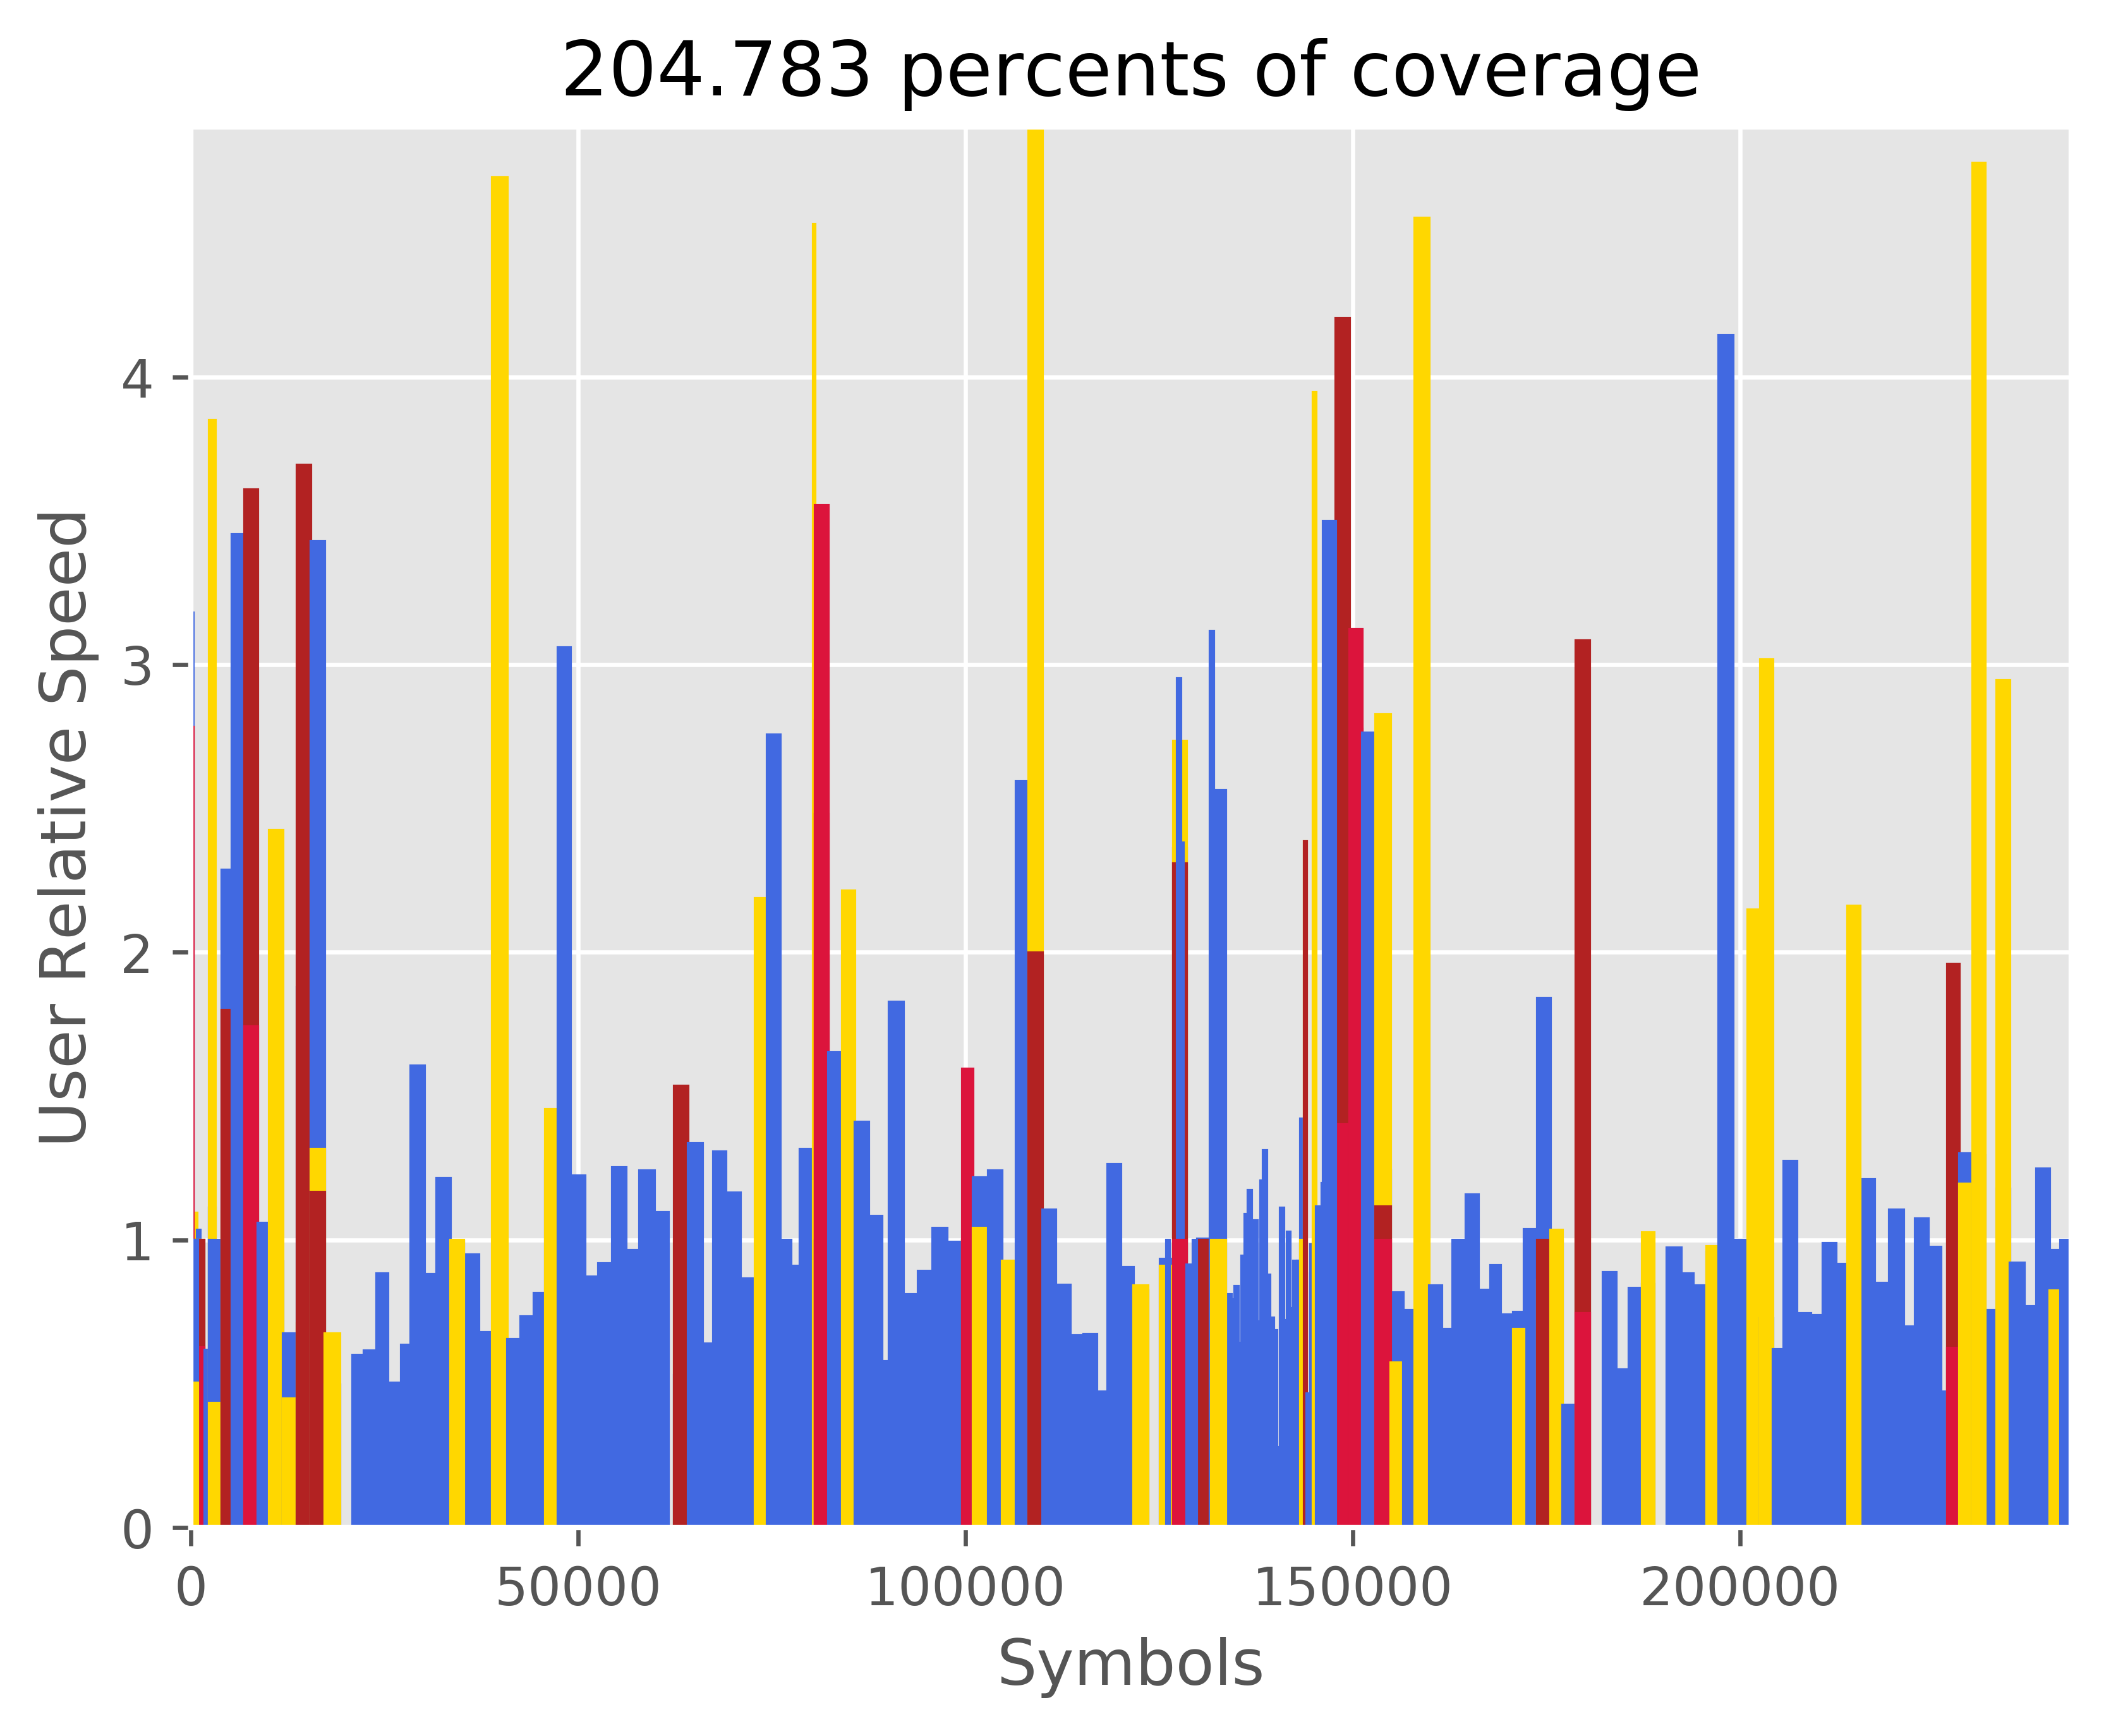 204.783 percents of coverage
User Relative Speed
4
3
2
1
0
0 50000 100000 150000 200000
Symbols